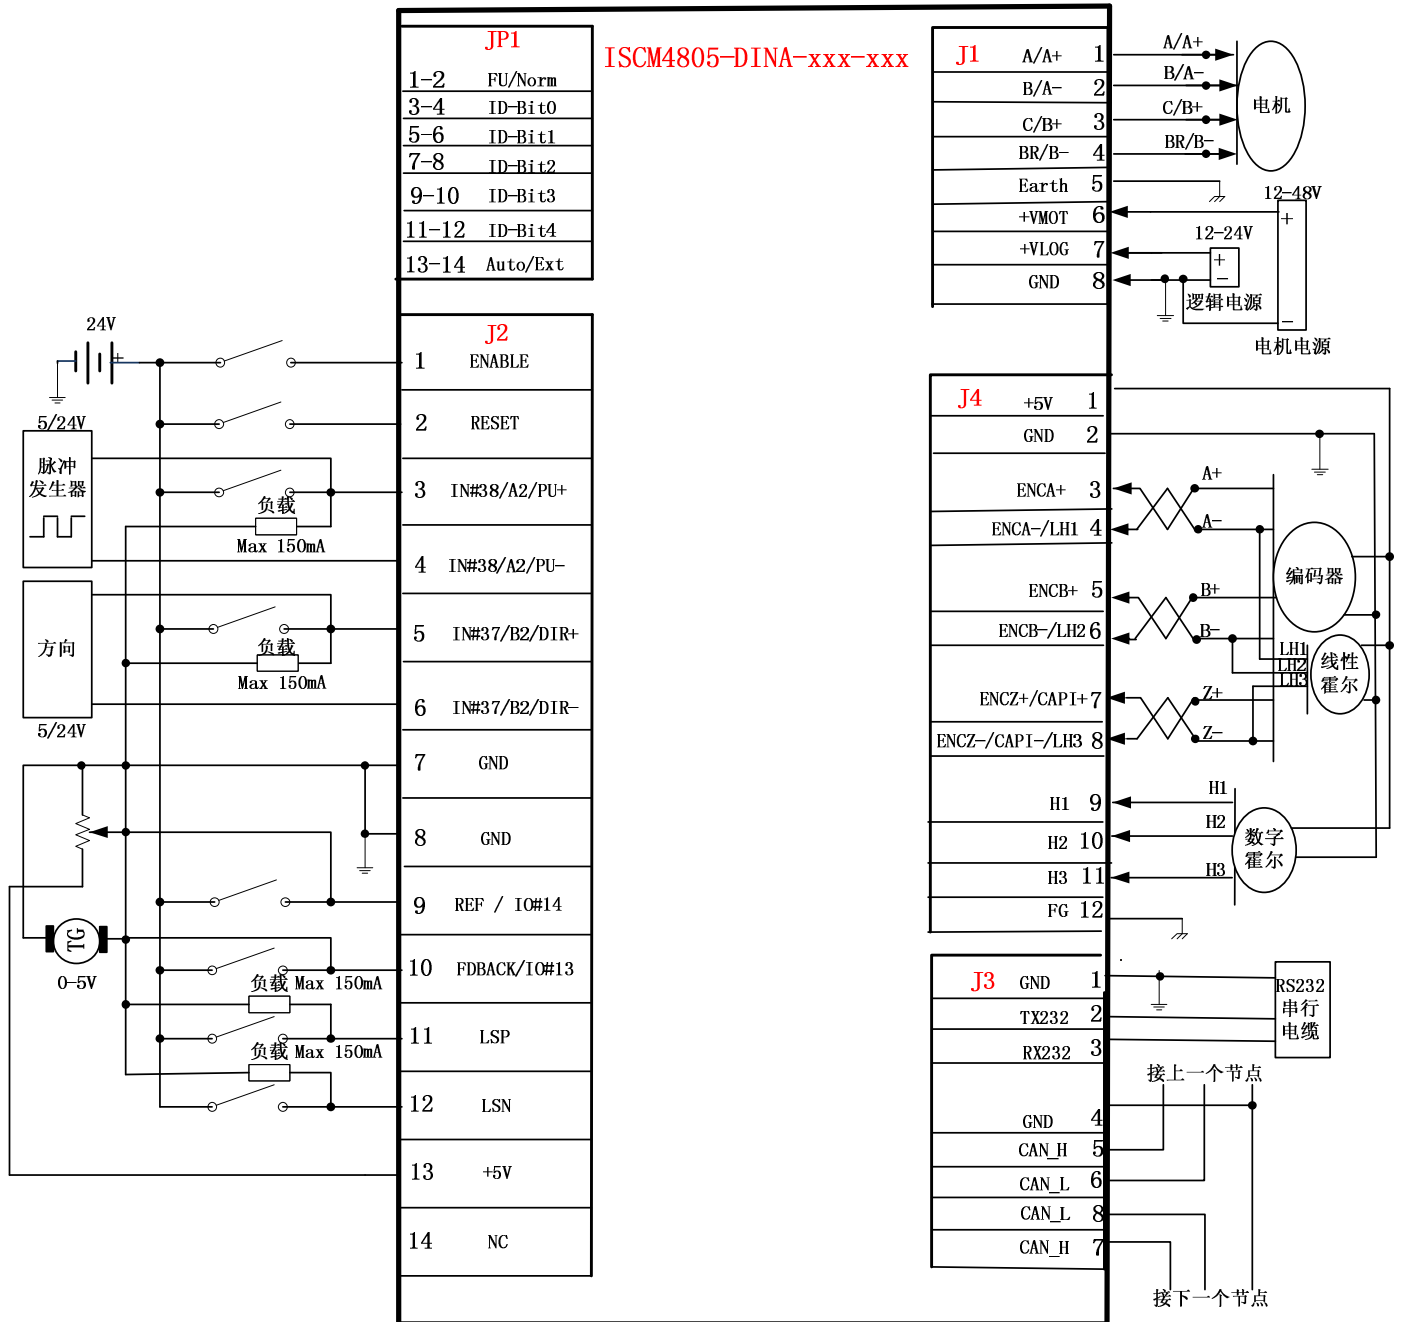 ISCM4805-DINA-xxx-xxx
JP1
1-2 FU/Norm
3-4 ID-Bit0
5-6 ID-Bit1
7-8 ID-Bit2
9-10 ID-Bit3
11-12 ID-Bit4
13-14 Auto/Ext
J2
1 ENABLE
2 RESET
3 IN#38/A2/PU+
4 IN#38/A2/PU-
5 IN#37/B2/DIR+
6 IN#37/B2/DIR-
7 GND
8 GND
9 REF / IO#14
10 FDBACK/IO#13
11 LSP
12 LSN
13 +5V
14 NC
24V
+
5/24V
脉冲
发生器
负载
Max 150mA
方向
负载
Max 150mA
5/24V
TG
0-5V
负载 Max 150mA
负载 Max 150mA
J1
A/A+ 1
B/A- 2
C/B+ 3
BR/B- 4
Earth 5
+VMOT 6
+VLOG 7
GND 8
A/A+
B/A-
C/B+
BR/B-
电机
12-48V
+
-
12-24V
+
-
逻辑电源
电机电源
J4
+5V 1
GND 2
ENCA+ 3
ENCA-/LH1 4
ENCB+ 5
ENCB-/LH2 6
ENCZ+/CAPI+ 7
ENCZ-/CAPI-/LH3 8
H1 9
H2 10
H3 11
FG 12
A+
A-
B+
B-
Z+
Z-
编码器
LH1
LH2
LH3
线性
霍尔
H1
H2
H3
数字
霍尔
J3
GND 1
TX232 2
RX232 3
GND 4
CAN_H 5
CAN_L 6
CAN_L 8
CAN_H 7
RS232
串行
电缆
接上一个节点
接下一个节点